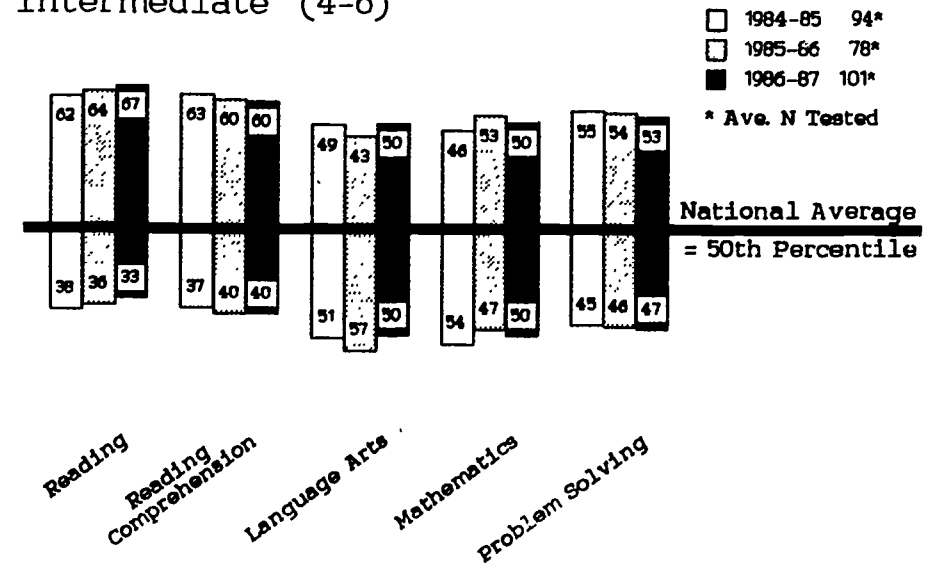 Intermediate (4-6)
1984-85 94*
1985-86 78*
1986-87 101*
* Ave. N Tested
62 64 67 63 60 60 49 43 50 46 53 50 55 54 53
National Average
= 50th Percentile
38 36 33 37 40 40 51 57 50 54 47 50 45 46 47
Reading
Reading
Comprehension
Language Arts
Mathematics
Problem Solving